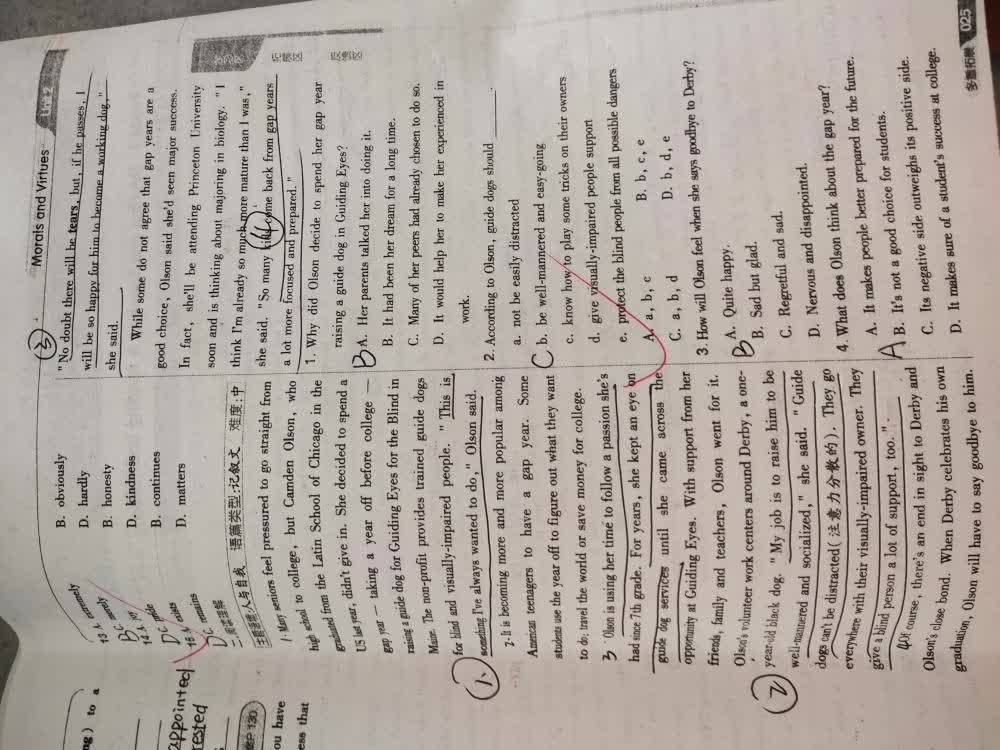 ng) to a
appointed
rested
P. 130
ou have
ess that
13. A. extremely
B. obviously
C. rarely
D. hardly
14. A. joy
B. honesty
C. pride
D. kindness
15. A. exists
B. continues
C. remains
D. matters
B
D
D
二、阅读理解
主题语境:人与自我 语篇类型:记叙文 难度:中
1. Many seniors feel pressured to go straight from
high school to college, but Camden Olson, who
graduated from the Latin School of Chicago in the
US last year, didn't give in. She decided to spend a
gap year — taking a year off before college —
raising a guide dog for Guiding Eyes for the Blind in
Maine. The non-profit provides trained guide dogs
for blind and visually-impaired people. "This is
something I've always wanted to do," Olson said.
1.
2. It is becoming more and more popular among
American teenagers to have a gap year. Some
students use the year off to figure out what they want
to do, travel the world or save money for college.
3 Olson is using her time to follow a passion she's
had since 7th grade. For years, she kept an eye on
guide dog services until she came across the
opportunity at Guiding Eyes. With support from her
friends, family and teachers, Olson went for it.
Olson's volunteer work centers around Derby, a one-
year-old black dog. "My job is to raise him to be
2
well-mannered and socialized," she said. "Guide
dogs can't be distracted(注意力分散的). They go
everywhere with their visually-impaired owner. They
give a blind person a lot of support, too."
4 Of course, there's an end in sight to Derby and
Olson's close bond. When Derby celebrates his own
graduation, Olson will have to say goodbye to him.
Morals and Virtues
Unit 2
3
"No doubt there will be tears, but, if he passes, I
will be so happy for him to become a working dog,"
she said.
While some do not agree that gap years are a
good choice, Olson said she'd seen major success.
In fact, she'll be attending Princeton University
soon and is thinking about majoring in biology. "I
think I'm already so much more mature than I was,"
she said. "So many kids come back from gap years
a lot more focused and prepared."
4
1. Why did Olson decide to spend her gap year
raising a guide dog in Guiding Eyes?
B
A. Her parents talked her into doing it.
B. It had been her dream for a long time.
C. Many of her peers had already chosen to do so.
D. It would help her to make her experienced in
work.
2. According to Olson, guide dogs should
a. not be easily distracted
C
b. be well-mannered and easy-going
c. know how to play some tricks on their owners
d. give visually-impaired people support
e. protect the blind people from all possible dangers
A. a, b, c
B. b, c, e
C. a, b, d
D. b, d, e
3. How will Olson feel when she says goodbye to Derby?
B
A. Quite happy.
B. Sad but glad.
C. Regretful and sad.
D. Nervous and disappointed.
4. What does Olson think about the gap year?
A
A. It makes people better prepared for the future.
B. It's not a good choice for students.
C. Its negative side outweighs its positive side.
D. It makes sure of a student's success at college.
多维拓展 025